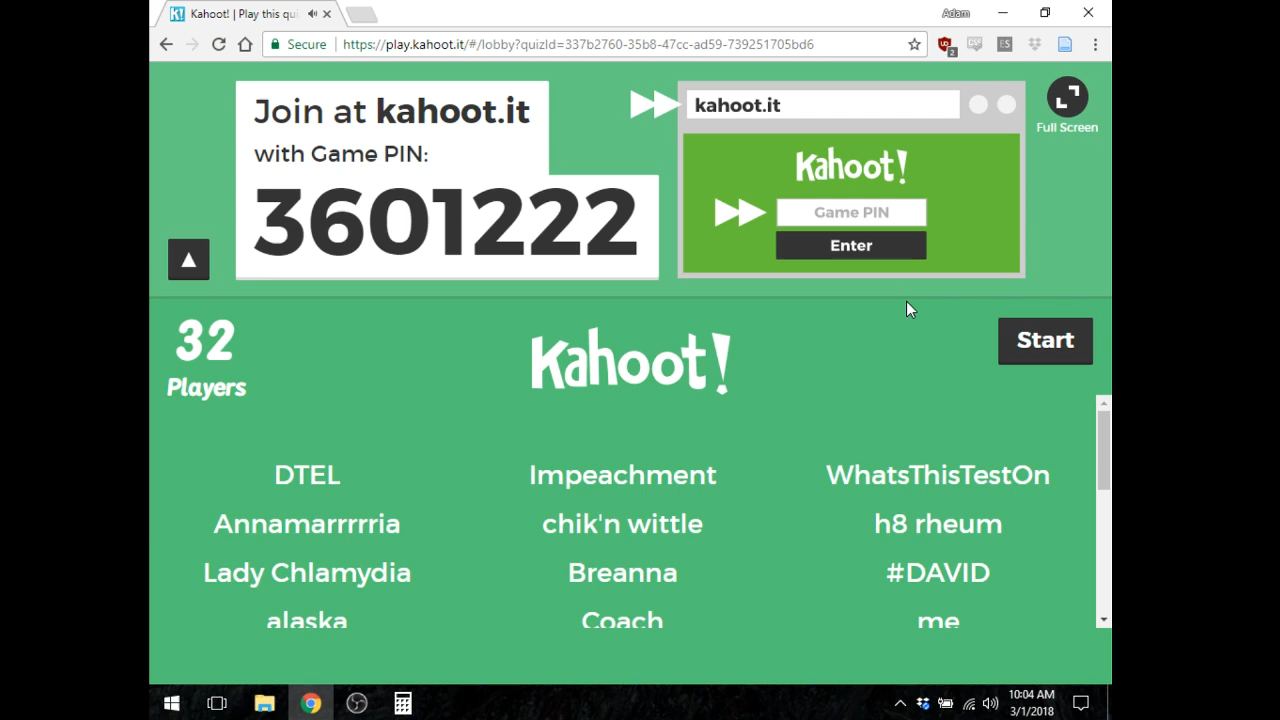 Kahoot! | Play this qu
Adam
Secure
https://play.kahoot.it/#/lobby?quizId=337b2760-35b8-47cc-ad59-739251705bd6
2
ES
Join at kahoot.it
with Game PIN:
3601222
kahoot.it
Kahoot!
Game PIN
Enter
Full Screen
32
Players
Kahoot!
Start
DTEL
Impeachment
WhatsThisTestOn
Annamarrrrria
chik'n wittle
h8 rheum
Lady Chlamydia
Breanna
#DAVID
alaska
Coach
me
10:04 AM
3/1/2018